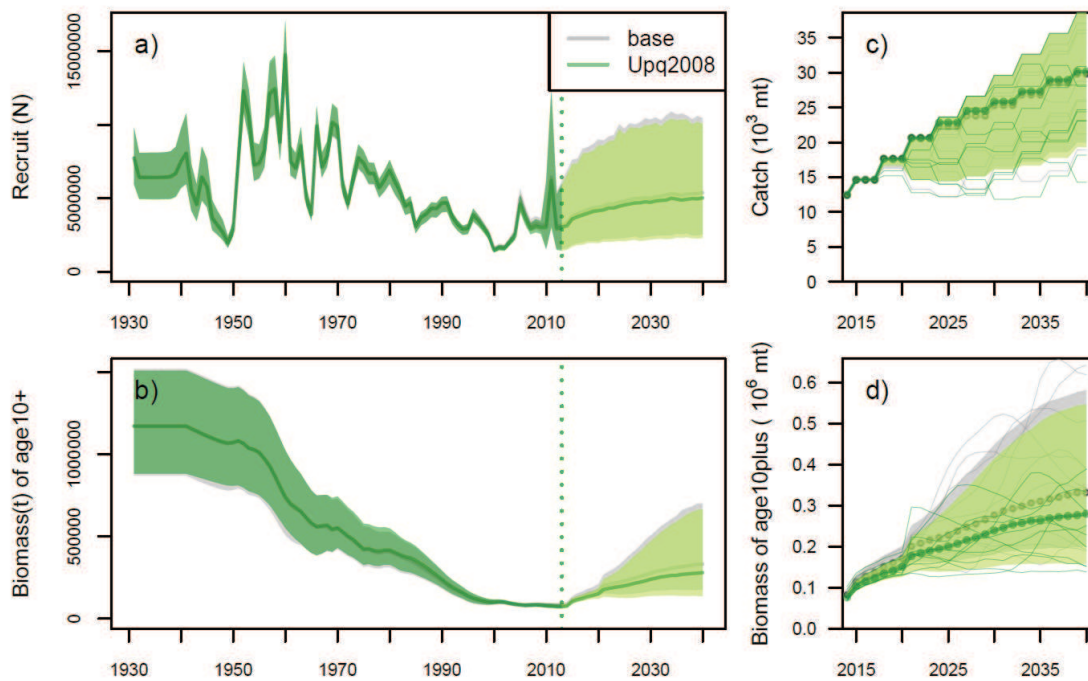 a)
base
Upq2008
Recruit (N)
15000000
10000000
5000000
0
1930 1950 1970 1990 2010 2030
c)
Catch (10³ mt)
35
30
25
20
15
10
5
0
2015 2025 2035
b)
Biomass(t) of age10+
1000000
500000
0
1930 1950 1970 1990 2010 2030
d)
Biomass of age10plus ( 10⁶ mt)
0.6
0.5
0.4
0.3
0.2
0.1
0.0
2015 2025 2035